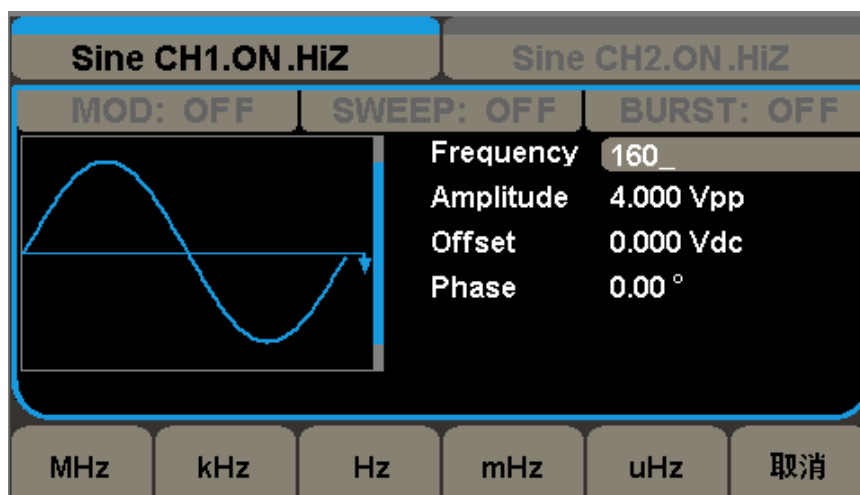 Sine CH1.ON.HiZ Sine CH2.ON.HiZ
MOD: OFF SWEEP: OFF BURST: OFF
Frequency 160_
Amplitude 4.000 Vpp
Offset 0.000 Vdc
Phase 0.00 °
MHz kHz Hz mHz uHz 取消